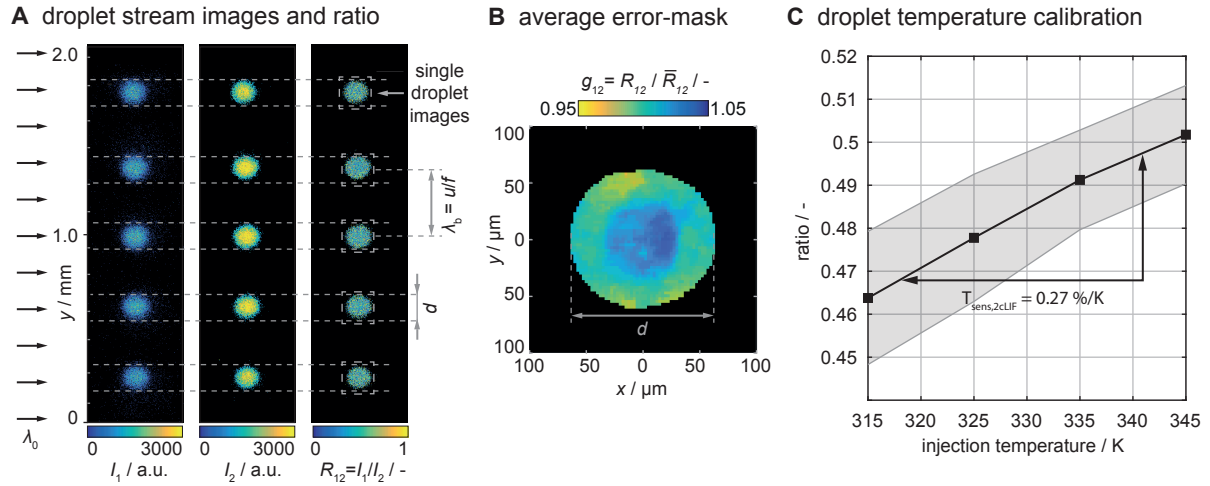 A droplet stream images and ratio
2.0
1.0
0
y / mm
λ0
single
droplet
images
λb = u/f
d
0 3000
I1 / a.u.
0 3000
I2 / a.u.
0 1
R12=I1/I2 / -
B average error-mask
g12= R12 / R̅12 / -
0.95 1.05
100
50
0
50
100
y / µm
d
100 50 0 50 100
x / µm
C droplet temperature calibration
0.52
0.51
0.5
0.49
0.48
0.47
0.46
0.45
ratio / -
Tsens,2cLIF = 0.27 %/K
315 320 325 330 335 340 345
injection temperature / K